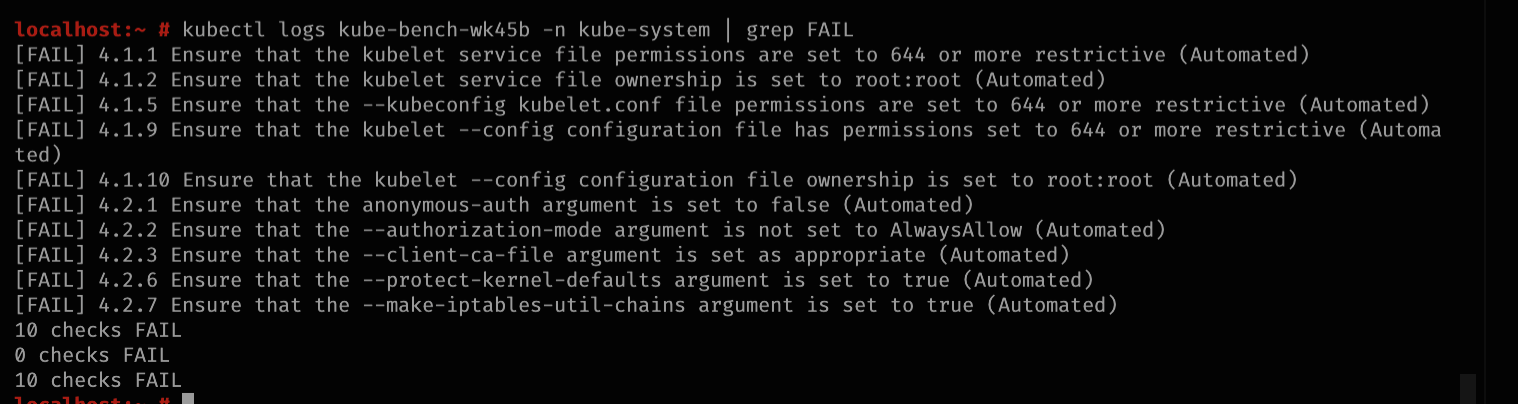 localhost:~ # kubectl logs kube-bench-wk45b -n kube-system | grep FAIL
[FAIL] 4.1.1 Ensure that the kubelet service file permissions are set to 644 or more restrictive (Automated)
[FAIL] 4.1.2 Ensure that the kubelet service file ownership is set to root:root (Automated)
[FAIL] 4.1.5 Ensure that the --kubeconfig kubelet.conf file permissions are set to 644 or more restrictive (Automated)
[FAIL] 4.1.9 Ensure that the kubelet --config configuration file has permissions set to 644 or more restrictive (Automa
ted)
[FAIL] 4.1.10 Ensure that the kubelet --config configuration file ownership is set to root:root (Automated)
[FAIL] 4.2.1 Ensure that the anonymous-auth argument is set to false (Automated)
[FAIL] 4.2.2 Ensure that the --authorization-mode argument is not set to AlwaysAllow (Automated)
[FAIL] 4.2.3 Ensure that the --client-ca-file argument is set as appropriate (Automated)
[FAIL] 4.2.6 Ensure that the --protect-kernel-defaults argument is set to true (Automated)
[FAIL] 4.2.7 Ensure that the --make-iptables-util-chains argument is set to true (Automated)
10 checks FAIL
0 checks FAIL
10 checks FAIL
localhost:~ #